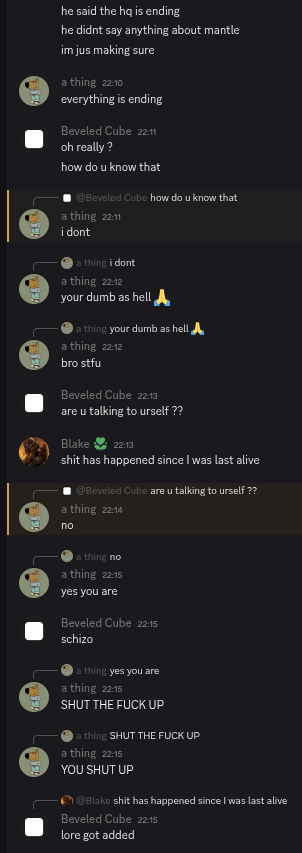 he said the hq is ending
he didnt say anything about mantle
im jus making sure
a thing 22:10
everything is ending
Beveled Cube 22:11
oh really ?
how do u know that
@Beveled Cube how do u know that
a thing 22:11
i dont
a thing i dont
a thing 22:12
your dumb as hell 🙏
a thing your dumb as hell 🙏
a thing 22:12
bro stfu
Beveled Cube 22:13
are u talking to urself ??
Blake 22:13
shit has happened since I was last alive
@Beveled Cube are u talking to urself ??
a thing 22:14
no
a thing no
a thing 22:15
yes you are
Beveled Cube 22:15
schizo
a thing yes you are
a thing 22:15
SHUT THE FUCK UP
a thing SHUT THE FUCK UP
a thing 22:15
YOU SHUT UP
@Blake shit has happened since I was last alive
Beveled Cube 22:15
lore got added